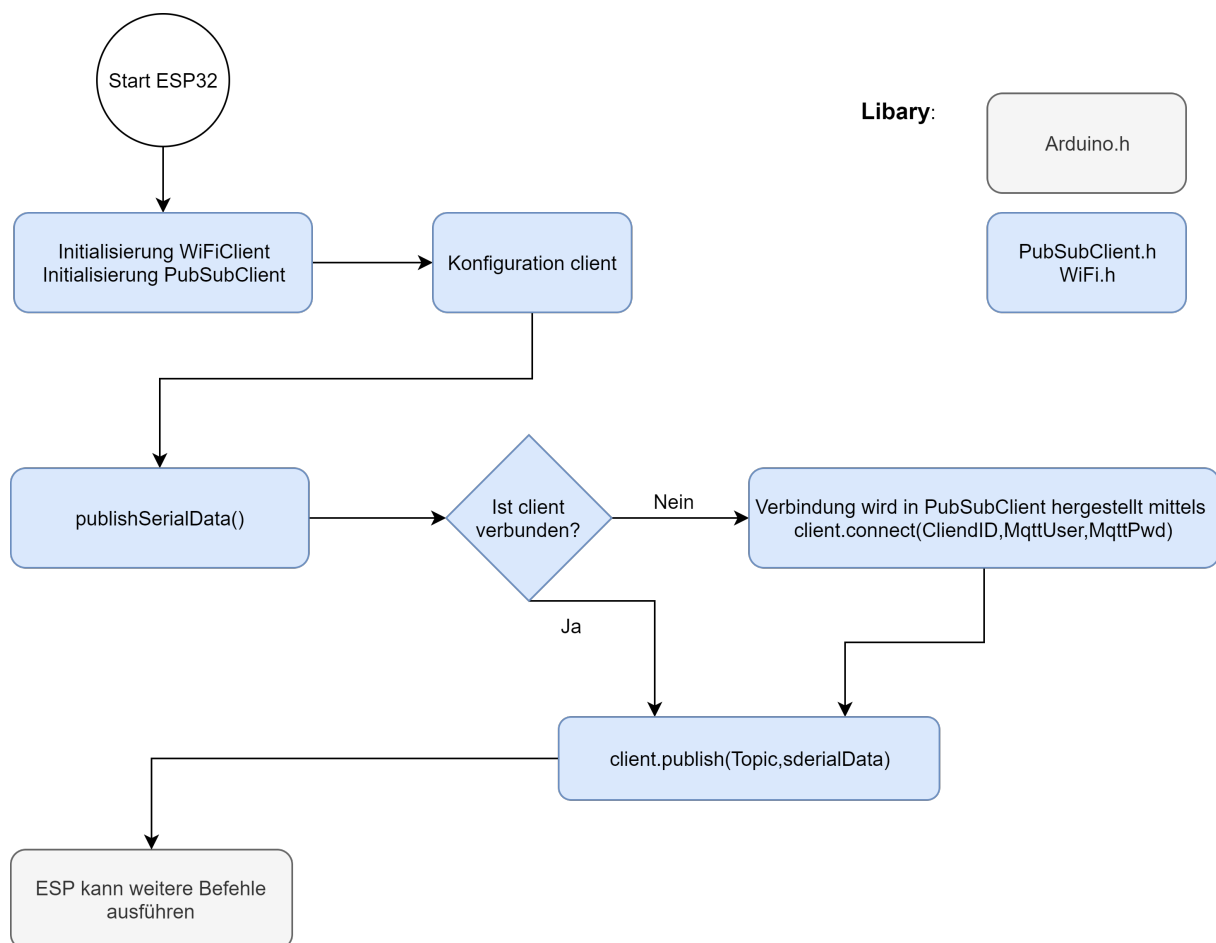 Start ESP32
Libary:
Arduino.h
Initialisierung WiFiClient
Initialisierung PubSubClient
Konfiguration client
PubSubClient.h
WiFi.h
publishSerialData()
Ist client
verbunden?
Nein
Verbindung wird in PubSubClient hergestellt mittels
client.connect(CliendID,MqttUser,MqttPwd)
Ja
client.publish(Topic,sderialData)
ESP kann weitere Befehle
ausführen